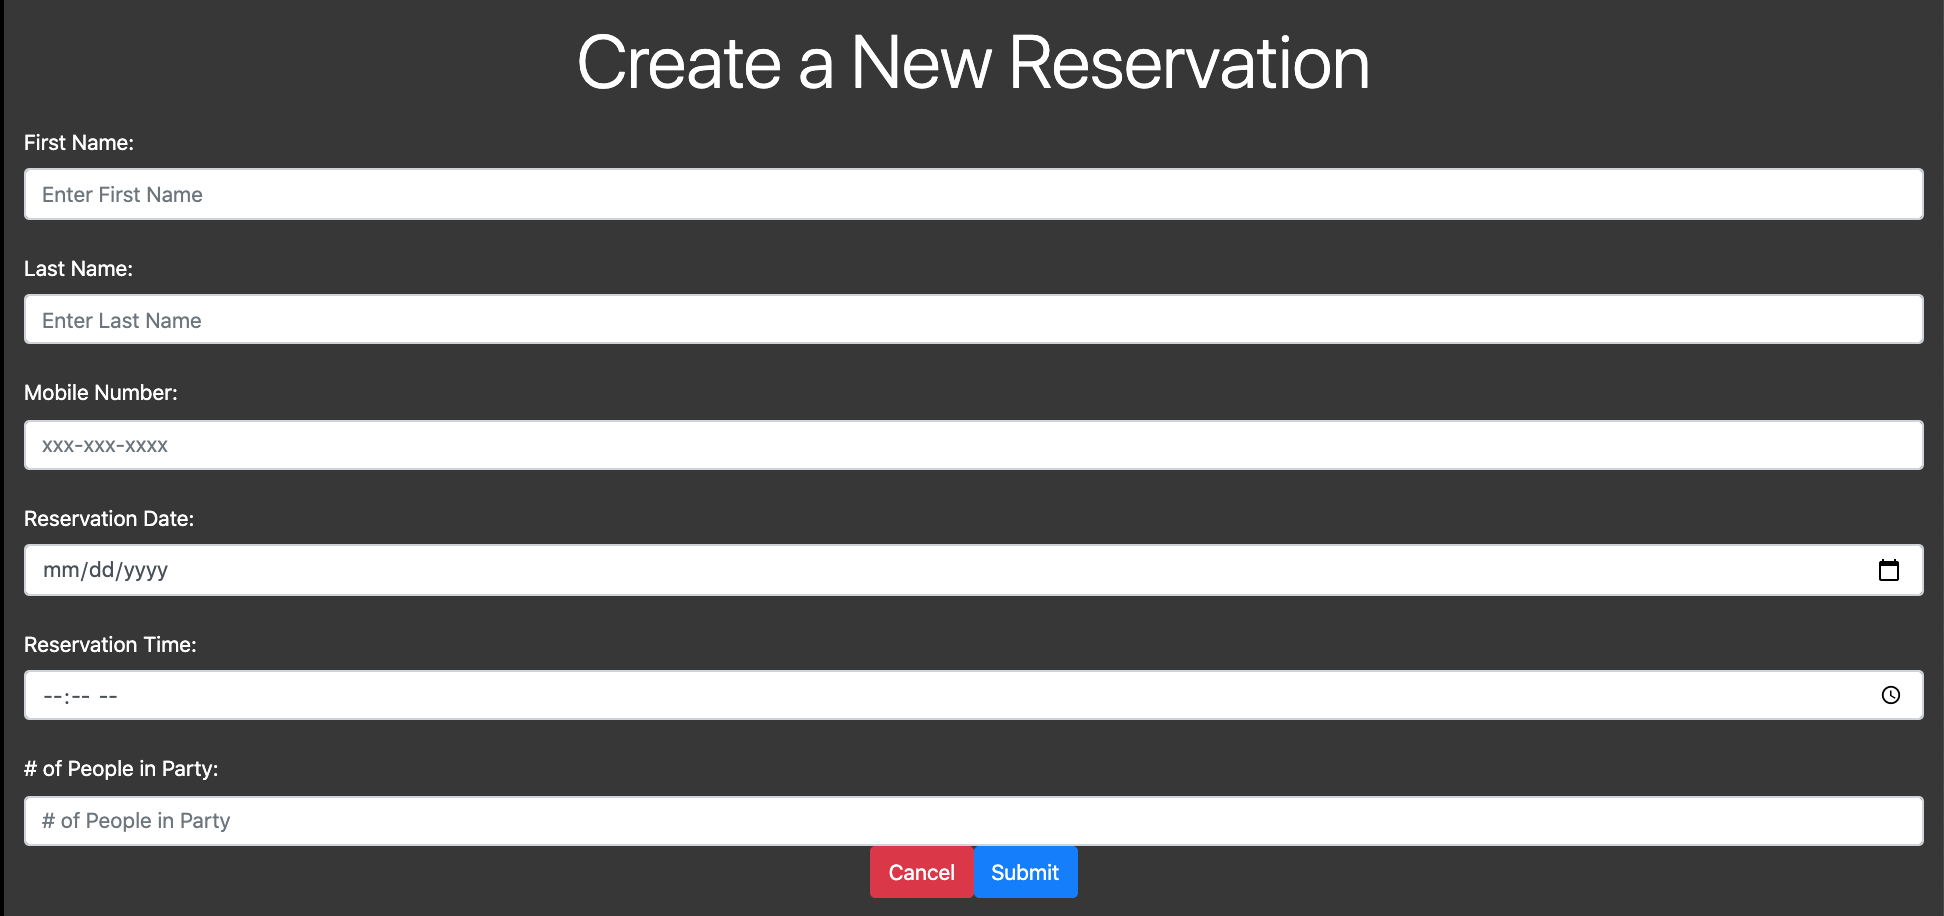 Create a New Reservation
First Name:
Enter First Name
Last Name:
Enter Last Name
Mobile Number:
xxx-xxx-xxxx
Reservation Date:
mm/dd/yyyy
Reservation Time:
--:-- --
# of People in Party:
# of People in Party
Cancel Submit